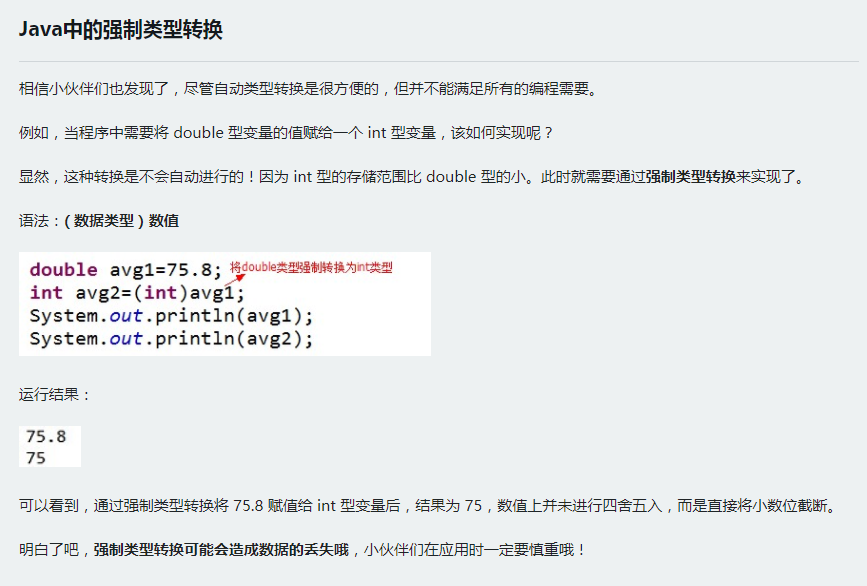 Java中的强制类型转换
相信小伙伴们也发现了，尽管自动类型转换是很方便的，但并不能满足所有的编程需要。
例如，当程序中需要将 double 型变量的值赋给一个 int 型变量，该如何实现呢？
显然，这种转换是不会自动进行的！因为 int 型的存储范围比 double 型的小。此时就需要通过强制类型转换来实现了。
语法：( 数据类型 ) 数值
double avg1=75.8; 将double类型强制转换为int类型
int avg2=(int)avg1;
System.out.println(avg1);
System.out.println(avg2);
运行结果：
75.8
75
可以看到，通过强制类型转换将 75.8 赋值给 int 型变量后，结果为 75，数值上并未进行四舍五入，而是直接将小数位截断。
明白了吧，强制类型转换可能会造成数据的丢失哦，小伙伴们在应用时一定要慎重哦！